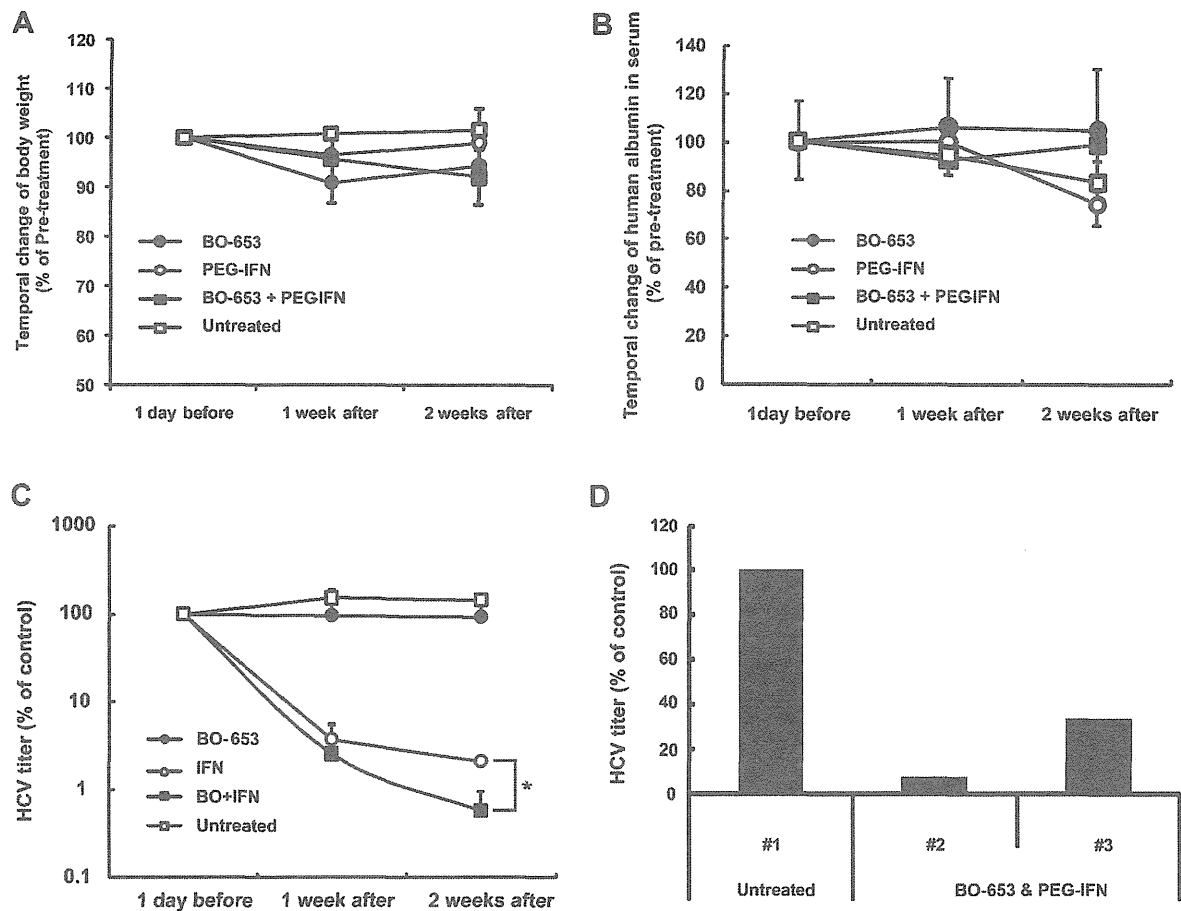 A
Temporal change of body weight
(% of Pre-treatment)
120
110
100
90
80
70
60
50
BO-653
PEG-IFN
BO-653 + PEGIFN
Untreated
1 day before
1 week after
2 weeks after
B
Temporal change of human albumin in serum
(% of pre-treatment)
140
120
100
80
60
40
20
0
BO-653
PEG-IFN
BO-653 + PEGIFN
Untreated
1day before
1 week after
2 weeks after
C
HCV titer (% of control)
1000
100
10
1
0.1
BO-653
IFN
BO+IFN
Untreated
*
1 day before
1 week after
2 weeks after
D
HCV titer (% of control)
120
100
80
60
40
20
0
#1
#2
#3
Untreated
BO-653 & PEG-IFN